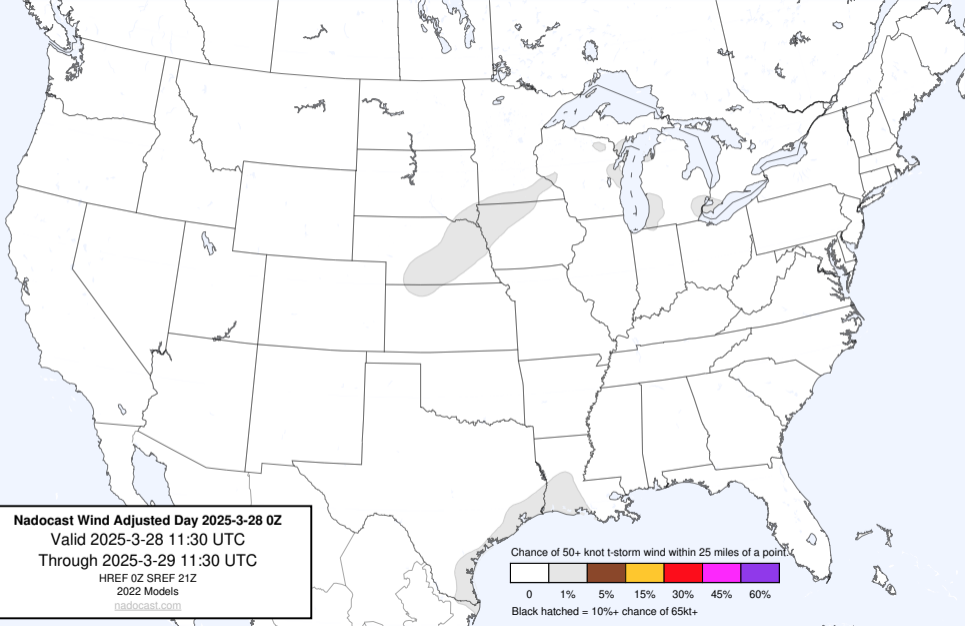 Nadocast Wind Adjusted Day 2025-3-28 0Z
Valid 2025-3-28 11:30 UTC
Through 2025-3-29 11:30 UTC
HREF 0Z SREF 21Z
2022 Models
nadocast.com
Chance of 50+ knot t-storm wind within 25 miles of a point.
0 1% 5% 15% 30% 45% 60%
Black hatched = 10%+ chance of 65kt+